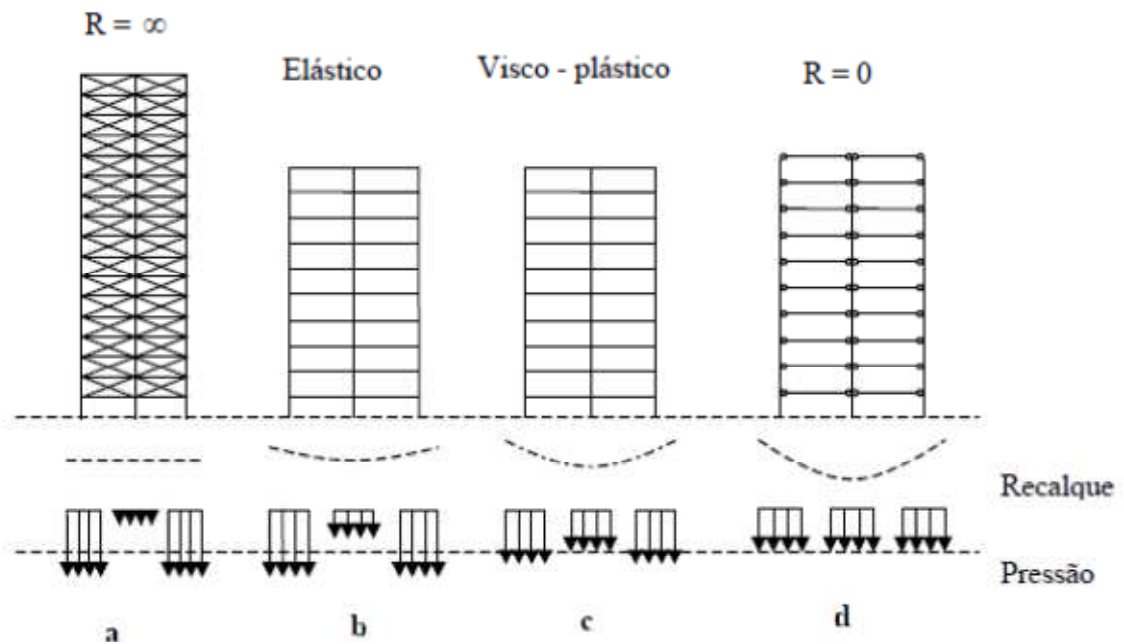 R = ∞
Elástico
Visco - plástico
R = 0
Recalque
Pressão
a
b
c
d